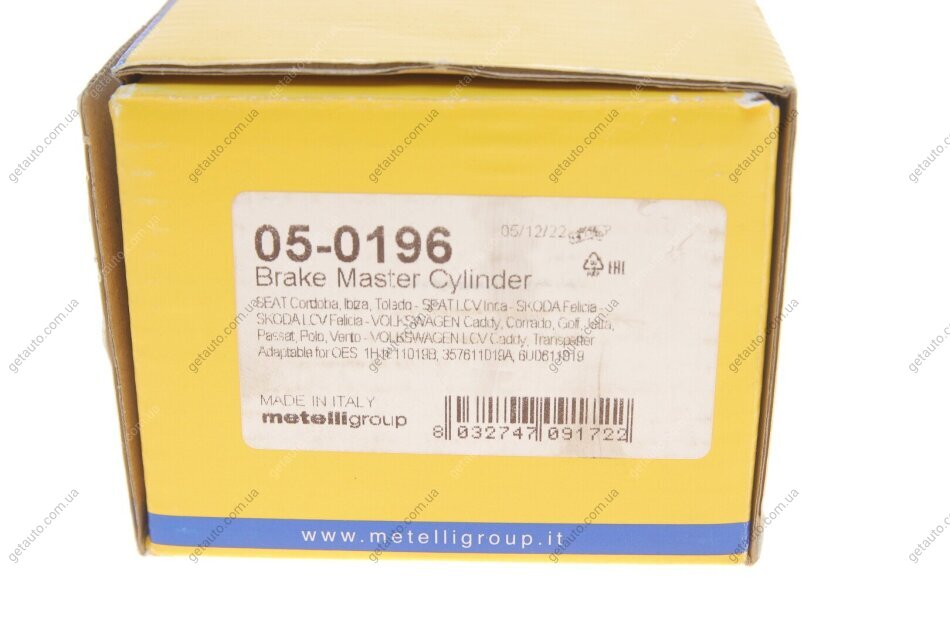 05-0196
05/12/22
Brake Master Cylinder
SEAT Cordoba, Ibiza, Toledo - SEAT LCV Inca - SKODA Felicia -
SKODA LCV Felicia - VOLKSWAGEN Caddy, Corrado, Golf, Jetta,
Passat, Polo, Vento - VOLKSWAGEN LCV Caddy, Transporter
Adaptable for OES 1H1611019B, 357611019A, 6U0611019
MADE IN ITALY
metelligroup
8 032747 091722
www.metelligroup.it
getauto.com.ua